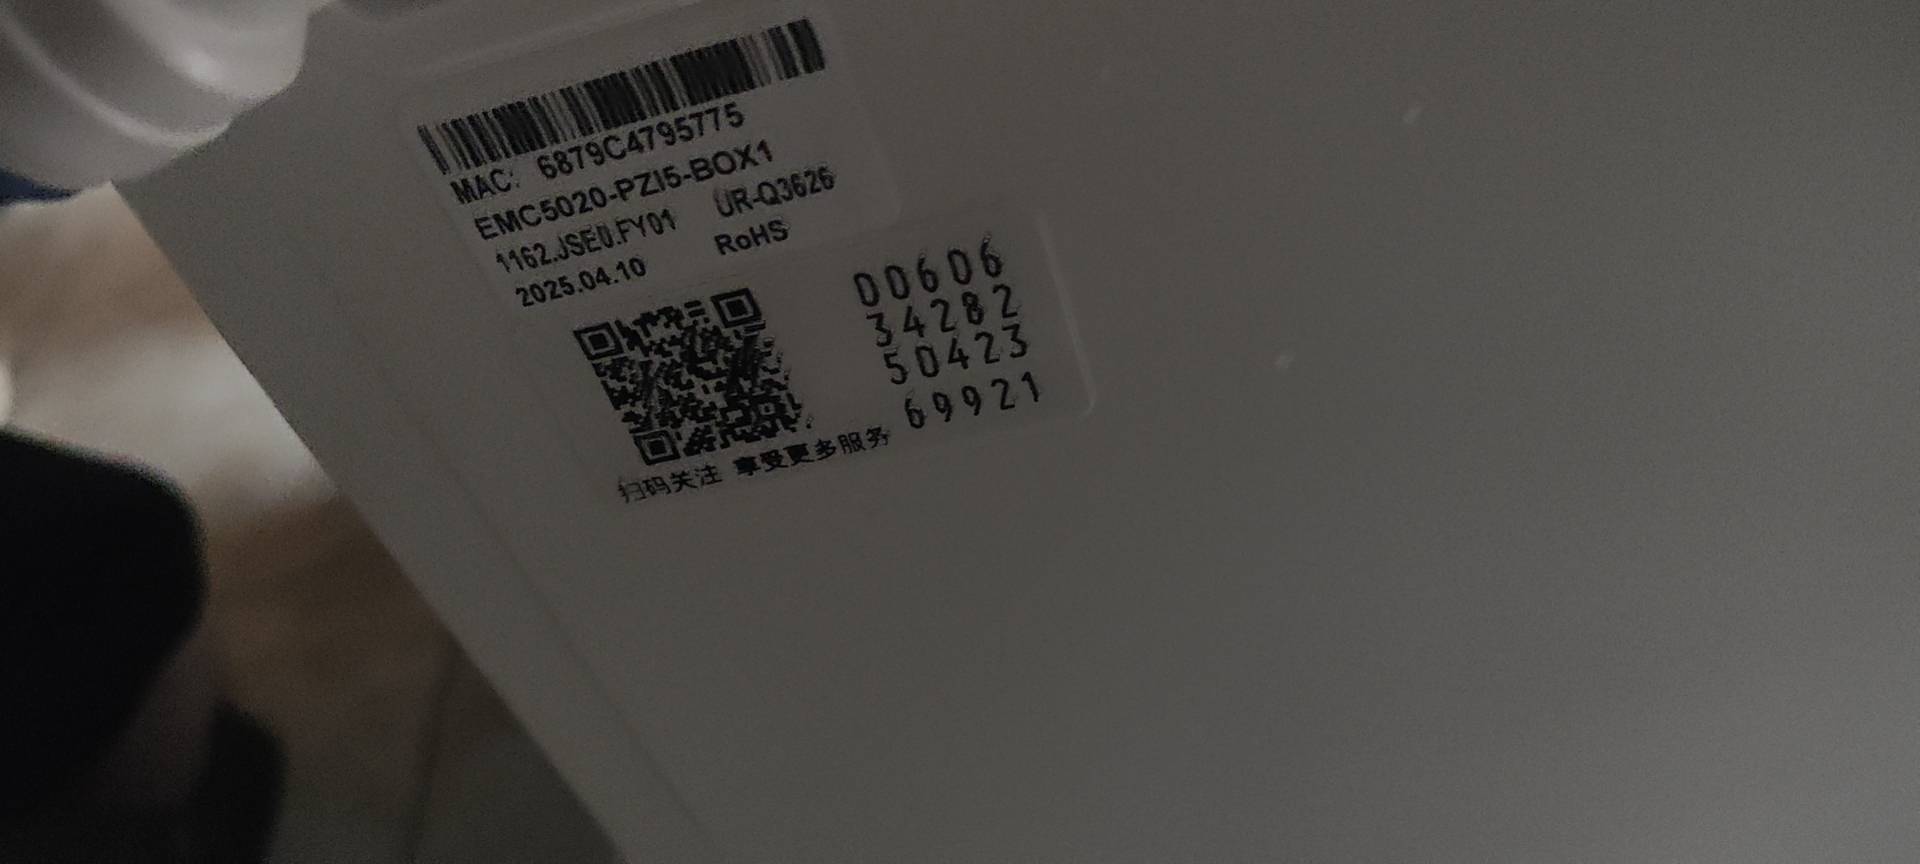 MAC: 6879C4795775
EMC5020-PZI5-BOX1
1162.JSE0.FY01 UR-Q3626
2025.04.10 RoHS
00606
34282
50423
69921
扫码关注 享受更多服务